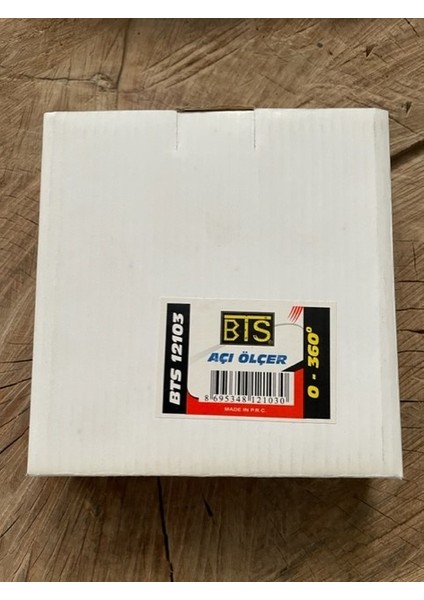 BTS 12103
BTS
AÇI ÖLÇER
8 695348 121030
MADE IN P.R.C
0 - 360°